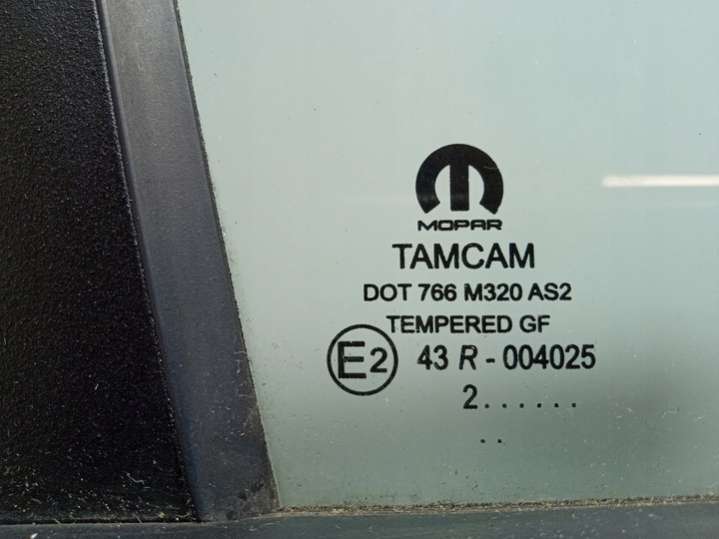 MOPAR
TAMCAM
DOT 766 M320 AS2
TEMPERED GF
E2 43 R - 004025
2......
..